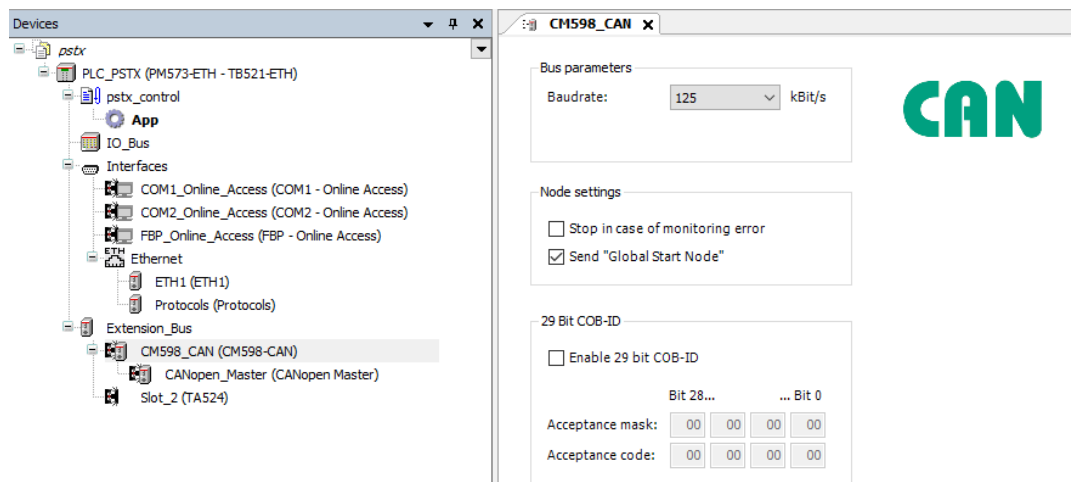 Devices
pstx
PLC_PSTX (PM573-ETH - TB521-ETH)
pstx_control
App
IO_Bus
Interfaces
COM1_Online_Access (COM1 - Online Access)
COM2_Online_Access (COM2 - Online Access)
FBP_Online_Access (FBP - Online Access)
ETH Ethernet
ETH1 (ETH1)
Protocols (Protocols)
Extension_Bus
CM598_CAN (CM598-CAN)
CANopen_Master (CANopen Master)
Slot_2 (TA524)
CM598_CAN
Bus parameters
Baudrate: 125 kBit/s
CAN
Node settings
Stop in case of monitoring error
Send "Global Start Node"
29 Bit COB-ID
Enable 29 bit COB-ID
Bit 28... ... Bit 0
Acceptance mask: 00 00 00 00
Acceptance code: 00 00 00 00